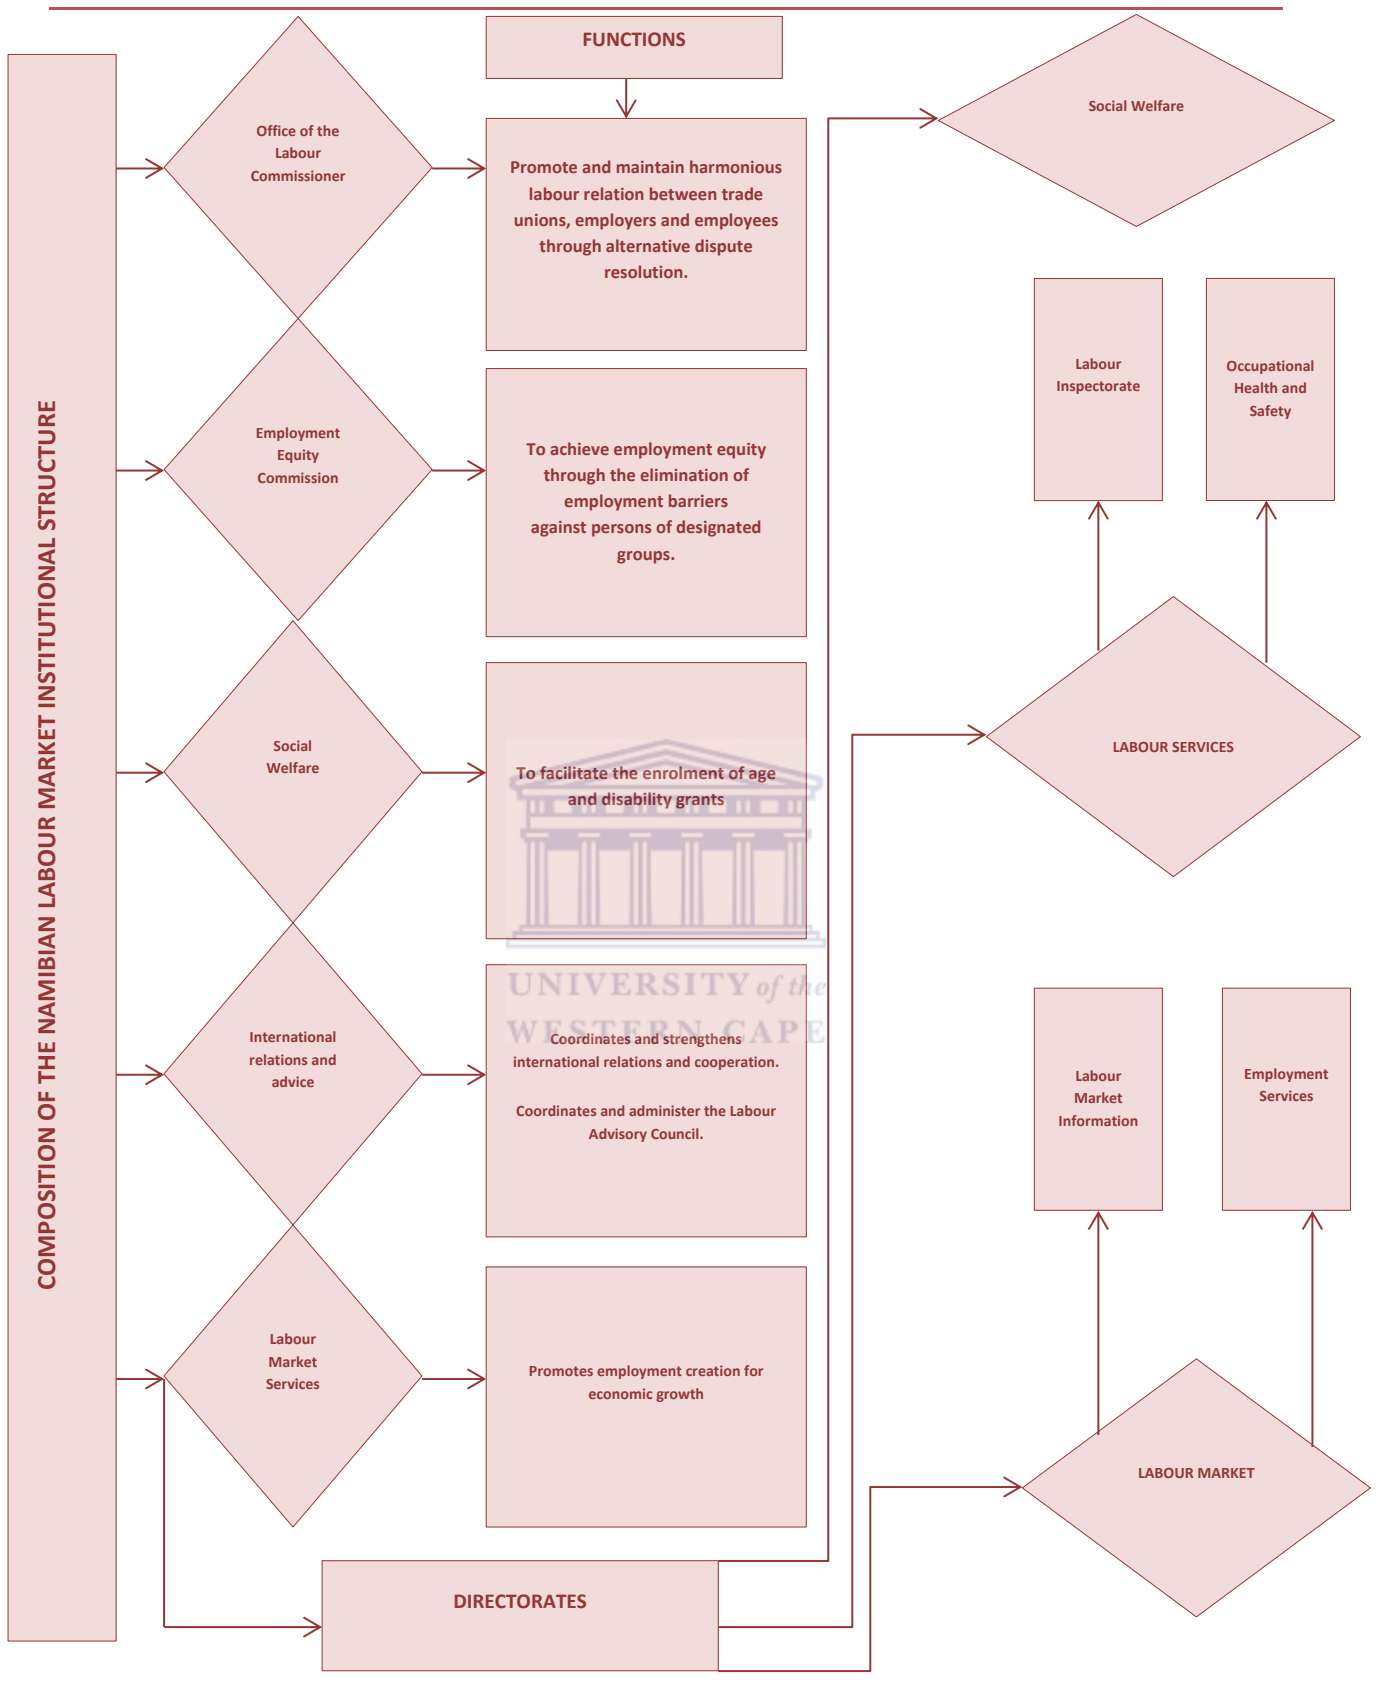 COMPOSITION OF THE NAMIBIAN LABOUR MARKET INSTITUTIONAL STRUCTURE
Office of the
Labour
Commissioner
Employment
Equity
Commission
Social
Welfare
International
relations and
advice
Labour
Market
Services
FUNCTIONS
Promote and maintain harmonious
labour relation between trade
unions, employers and employees
through alternative dispute
resolution.
To achieve employment equity
through the elimination of
employment barriers
against persons of designated
groups.
To facilitate the enrolment of age
and disability grants
UNIVERSITY of the
WESTERN CAPE
Coordinates and strengthens
international relations and cooperation.
Coordinates and administer the Labour
Advisory Council.
Promotes employment creation for
economic growth
DIRECTORATES
Social Welfare
Labour
Inspectorate
Occupational
Health and
Safety
LABOUR SERVICES
Labour
Market
Information
Employment
Services
LABOUR MARKET